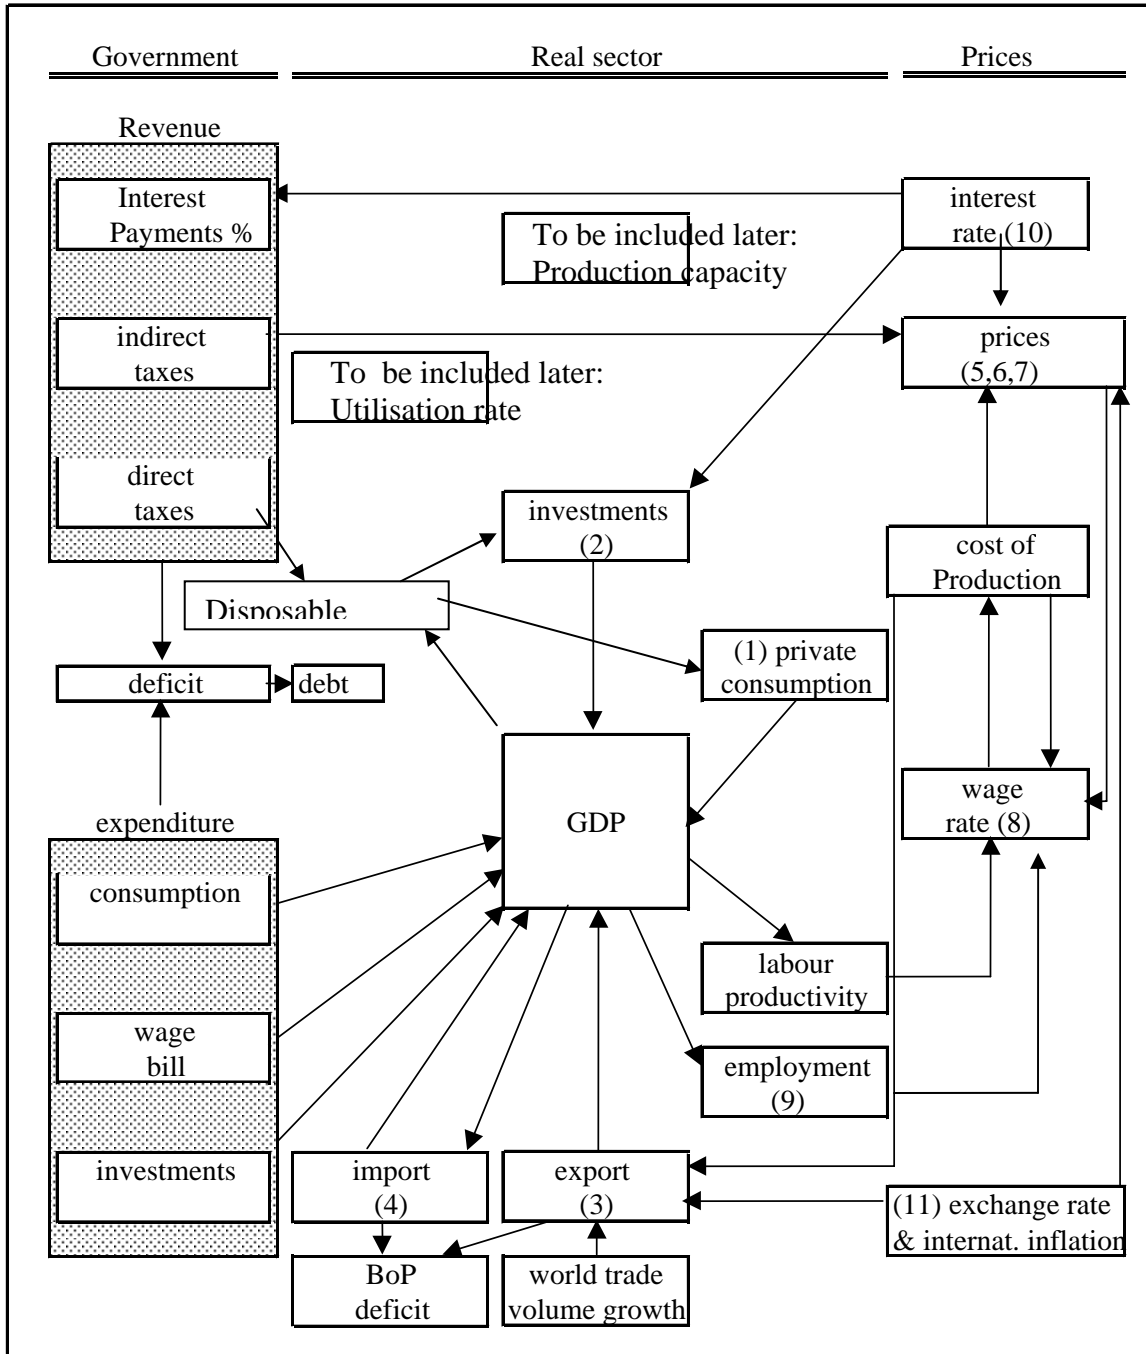 Government
Real sector
Prices
Revenue
Interest
Payments %
interest
rate (10)
To be included later:
Production capacity
indirect
taxes
prices
(5,6,7)
To be included later:
Utilisation rate
direct
taxes
investments
(2)
cost of
Production
Disposable
(1) private
consumption
deficit
debt
GDP
wage
rate (8)
expenditure
consumption
labour
productivity
wage
bill
employment
(9)
investments
import
(4)
export
(3)
(11) exchange rate
& internat. inflation
BoP
deficit
world trade
volume growth